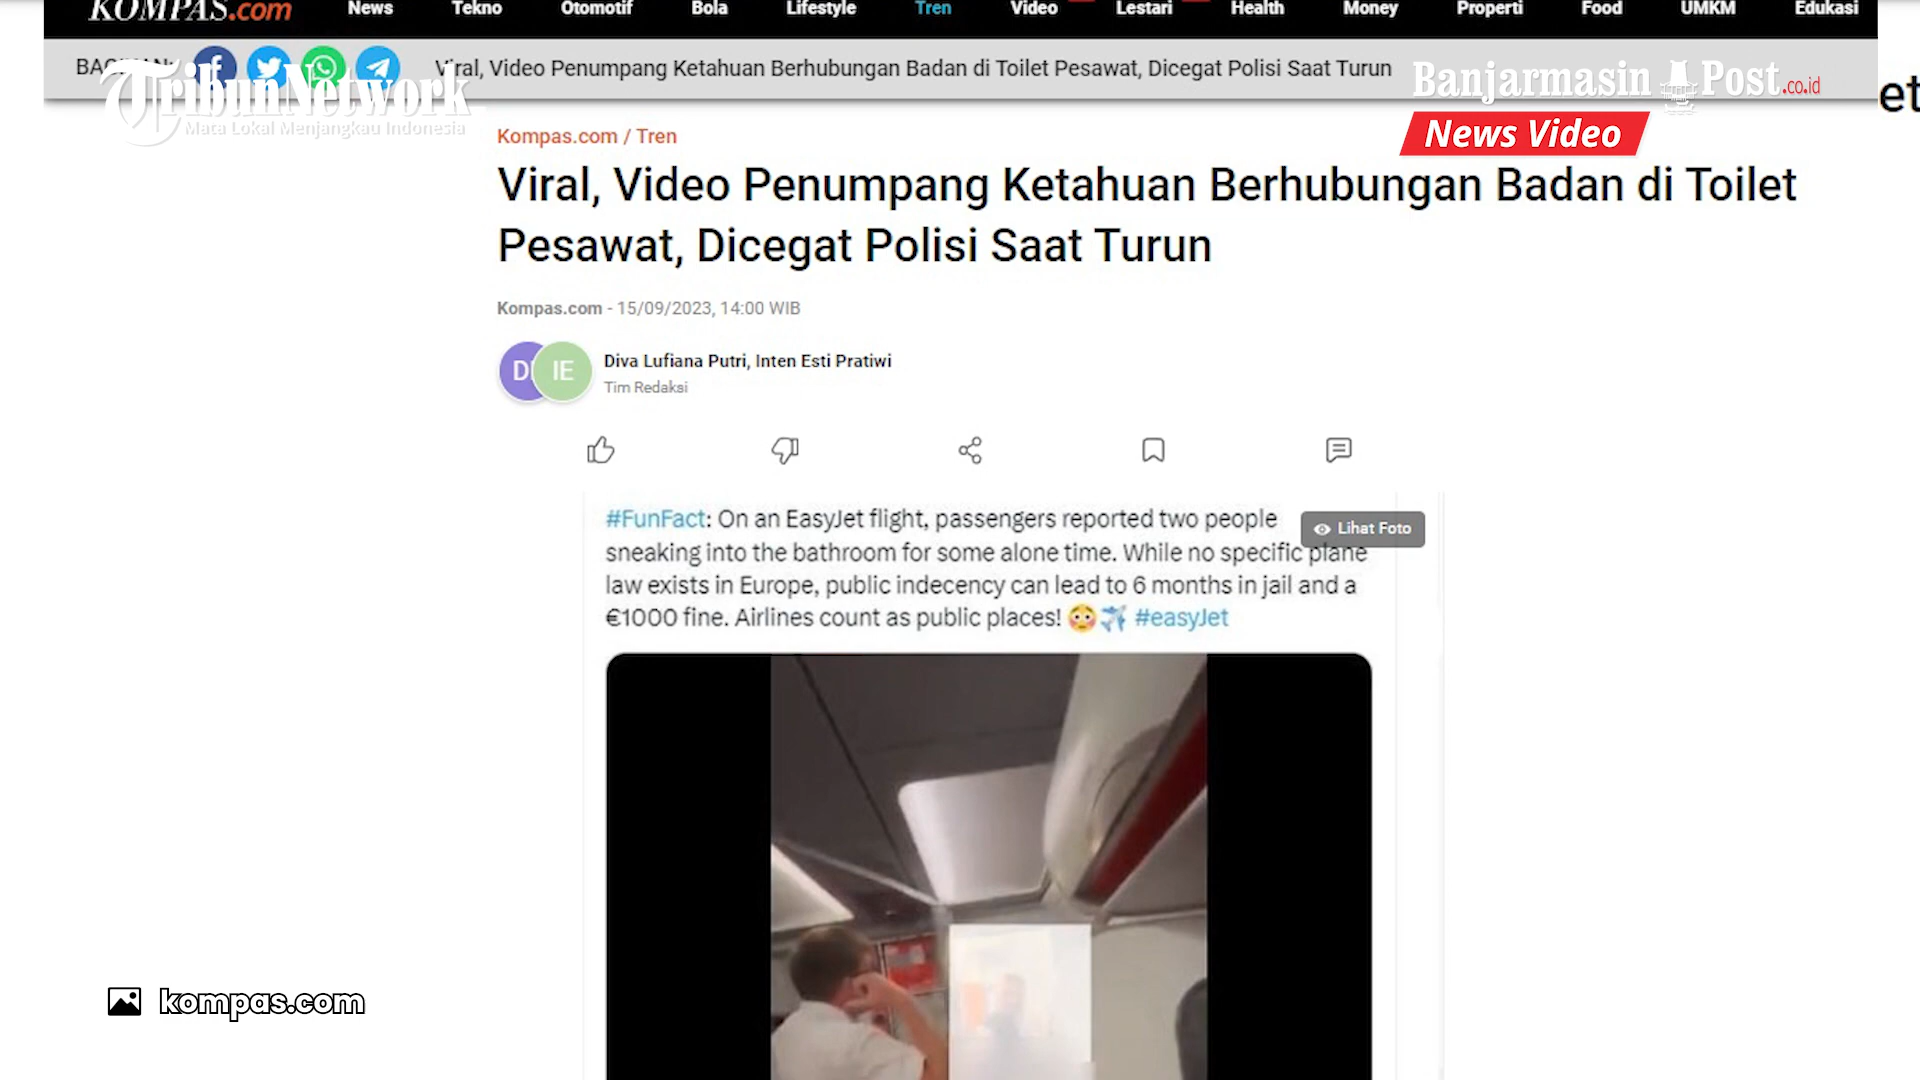 KOMPAS.com News Tekno Otomotif Bola Lifestyle Tren Video Lestari Health Money Properti Food UMKM Edukasi
Viral, Video Penumpang Ketahuan Berhubungan Badan di Toilet Pesawat, Dicegat Polisi Saat Turun
TribunNetwork
Mata Lokal Menjangkau Indonesia
Banjarmasin Post.co.id
News Video
et
Kompas.com / Tren
Viral, Video Penumpang Ketahuan Berhubungan Badan di Toilet
Pesawat, Dicegat Polisi Saat Turun
Kompas.com - 15/09/2023, 14:00 WIB
D IE
Diva Lufiana Putri, Inten Esti Pratiwi
Tim Redaksi
#FunFact: On an EasyJet flight, passengers reported two people
Lihat Foto
sneaking into the bathroom for some alone time. While no specific plane
law exists in Europe, public indecency can lead to 6 months in jail and a
€1000 fine. Airlines count as public places! 😳✈️ #easyJet
kompas.com